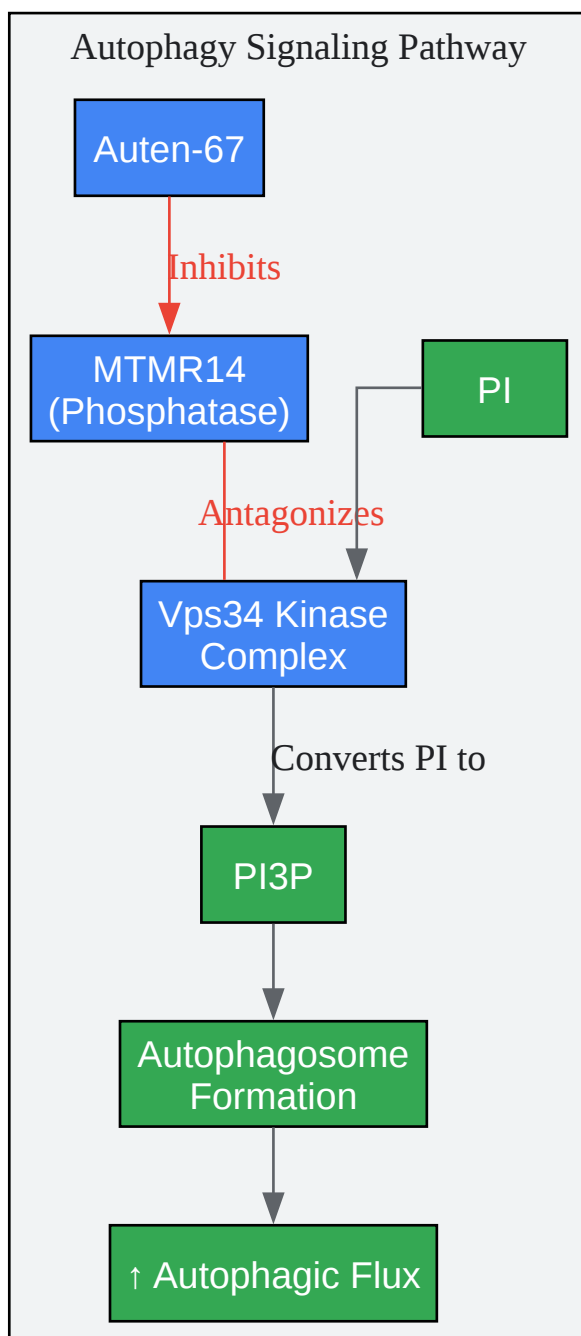 Autophagy Signaling Pathway
Auten-67
Inhibits
MTMR14
(Phosphatase)
PI
Antagonizes
Vps34 Kinase
Complex
Converts PI to
PI3P
Autophagosome
Formation
↑ Autophagic Flux